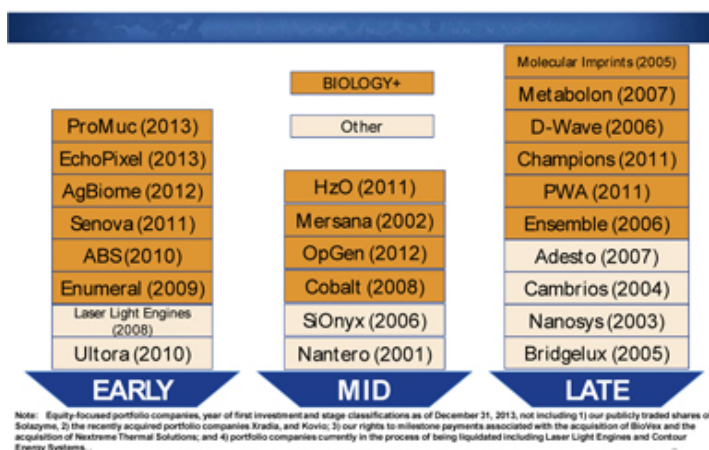 BIOLOGY+
Other
ProMuc (2013)
EchoPixel (2013)
AgBiome (2012)
Senova (2011)
ABS (2010)
Enumeral (2009)
Laser Light Engines
(2008)
Ultora (2010)
EARLY
HzO (2011)
Mersana (2002)
OpGen (2012)
Cobalt (2008)
SiOnyx (2006)
Nantero (2001)
MID
Molecular Imprints (2005)
Metabolon (2007)
D-Wave (2006)
Champions (2011)
PWA (2011)
Ensemble (2006)
Adesto (2007)
Cambrios (2004)
Nanosys (2003)
Bridgelux (2005)
LATE
Note: Equity-focused portfolio companies, year of first investment and stage classifications as of December 31, 2013, not including 1) our publicly traded shares of
Solazyme, 2) the recently acquired portfolio companies Xradia, and Kovio; 3) our rights to milestone payments associated with the acquisition of BioVex and the
acquisition of Nextreme Thermal Solutions; and 4) portfolio companies currently in the process of being liquidated including Laser Light Engines and Contour
Energy Systems. .